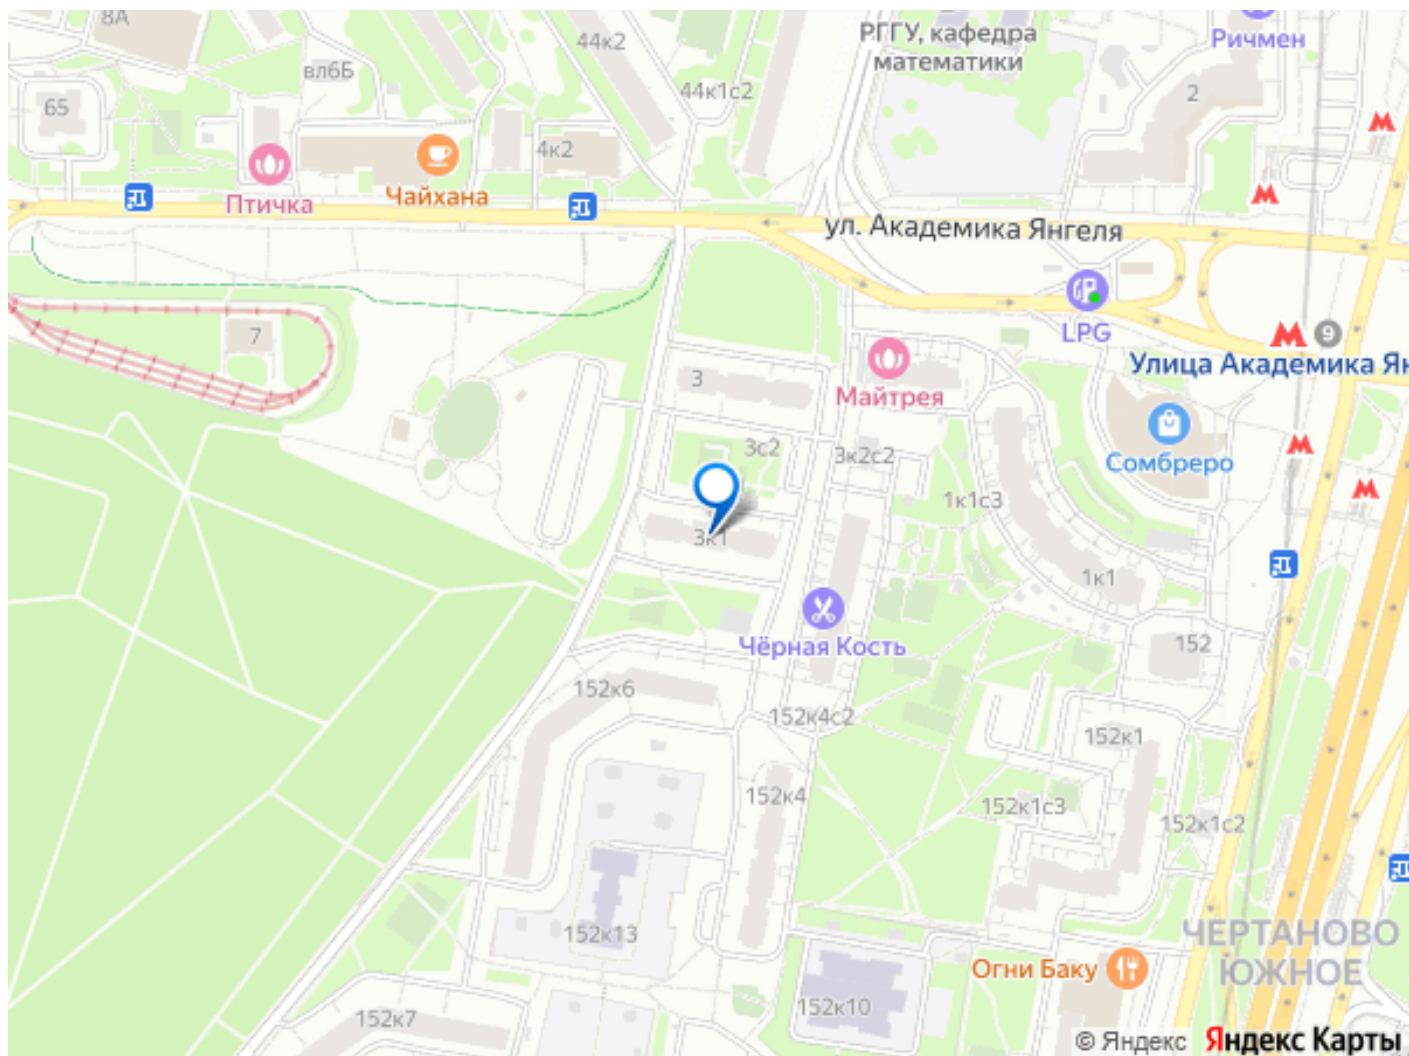 8А
44к2
РГГУ, кафедра
математики
Ричмен
вл6Б
65
44к1с2
2
4к2
Чайхана
Птичка
ул. Академика Янгеля
7
LPG
9
Улица Академика Ян
3
Майтрея
3с2
3к2с2
Сомбреро
1к1с3
3к1
1к1
Чёрная Кость
152
152к6
152к4с2
152к1
152к4
152к1с3
152к1с2
152к13
ЧЕРТАНОВО
ЮЖНОЕ
Огни Баку
152к10
152к7
© Яндекс Яндекс Карты